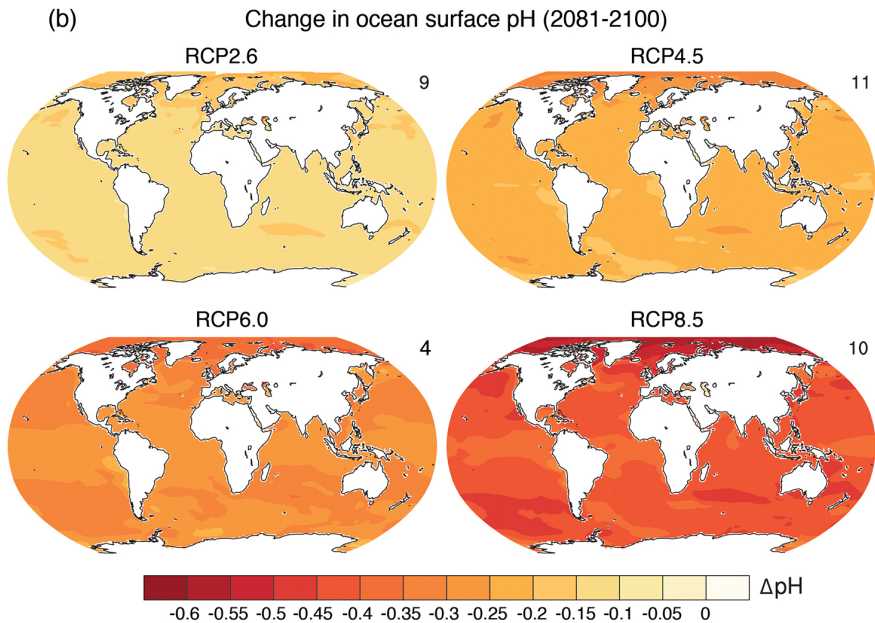 (b) Change in ocean surface pH (2081-2100)
RCP2.6
9
RCP4.5
11
RCP6.0
4
RCP8.5
10
ΔpH
-0.6 -0.55 -0.5 -0.45 -0.4 -0.35 -0.3 -0.25 -0.2 -0.15 -0.1 -0.05 0